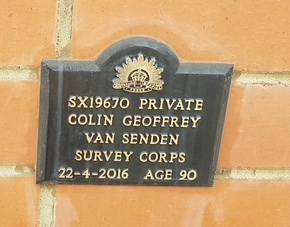 SX19670 PRIVATE
COLIN GEOFFREY
VAN SENDEN
SURVEY CORPS
22-4-2016 AGE 90